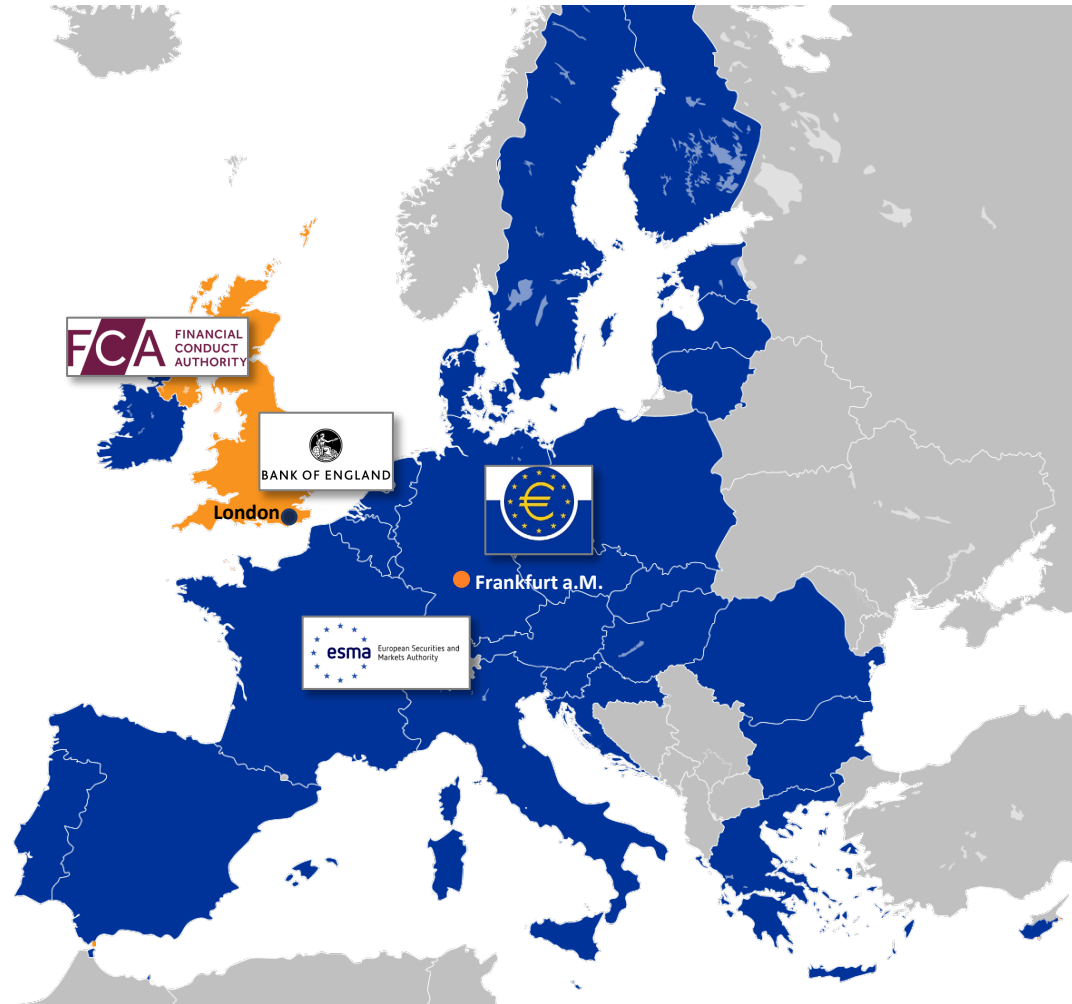 FCA
FINANCIAL
CONDUCT
AUTHORITY
BANK OF ENGLAND
London
€
Frankfurt a.M.
esma
European Securities and
Markets Authority